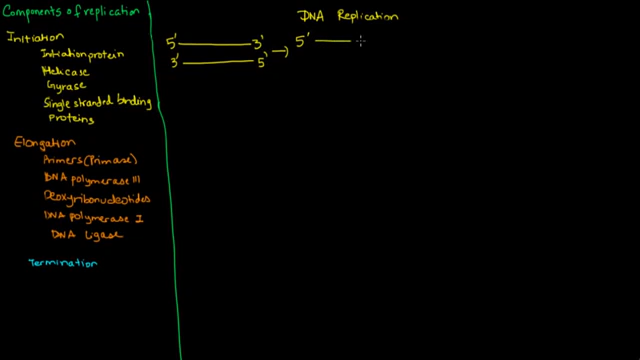 Components of replication
Initiation
Intiation protein
Helicase
Gyrase
Single stranded binding
Proteins
Elongation
Primers (Primase)
DNA polymerase III
Deoxyribonucleotides
DNA polymerase I
DNA Ligase
Termination
DNA Replication
5' 3'
3' 5'
5'